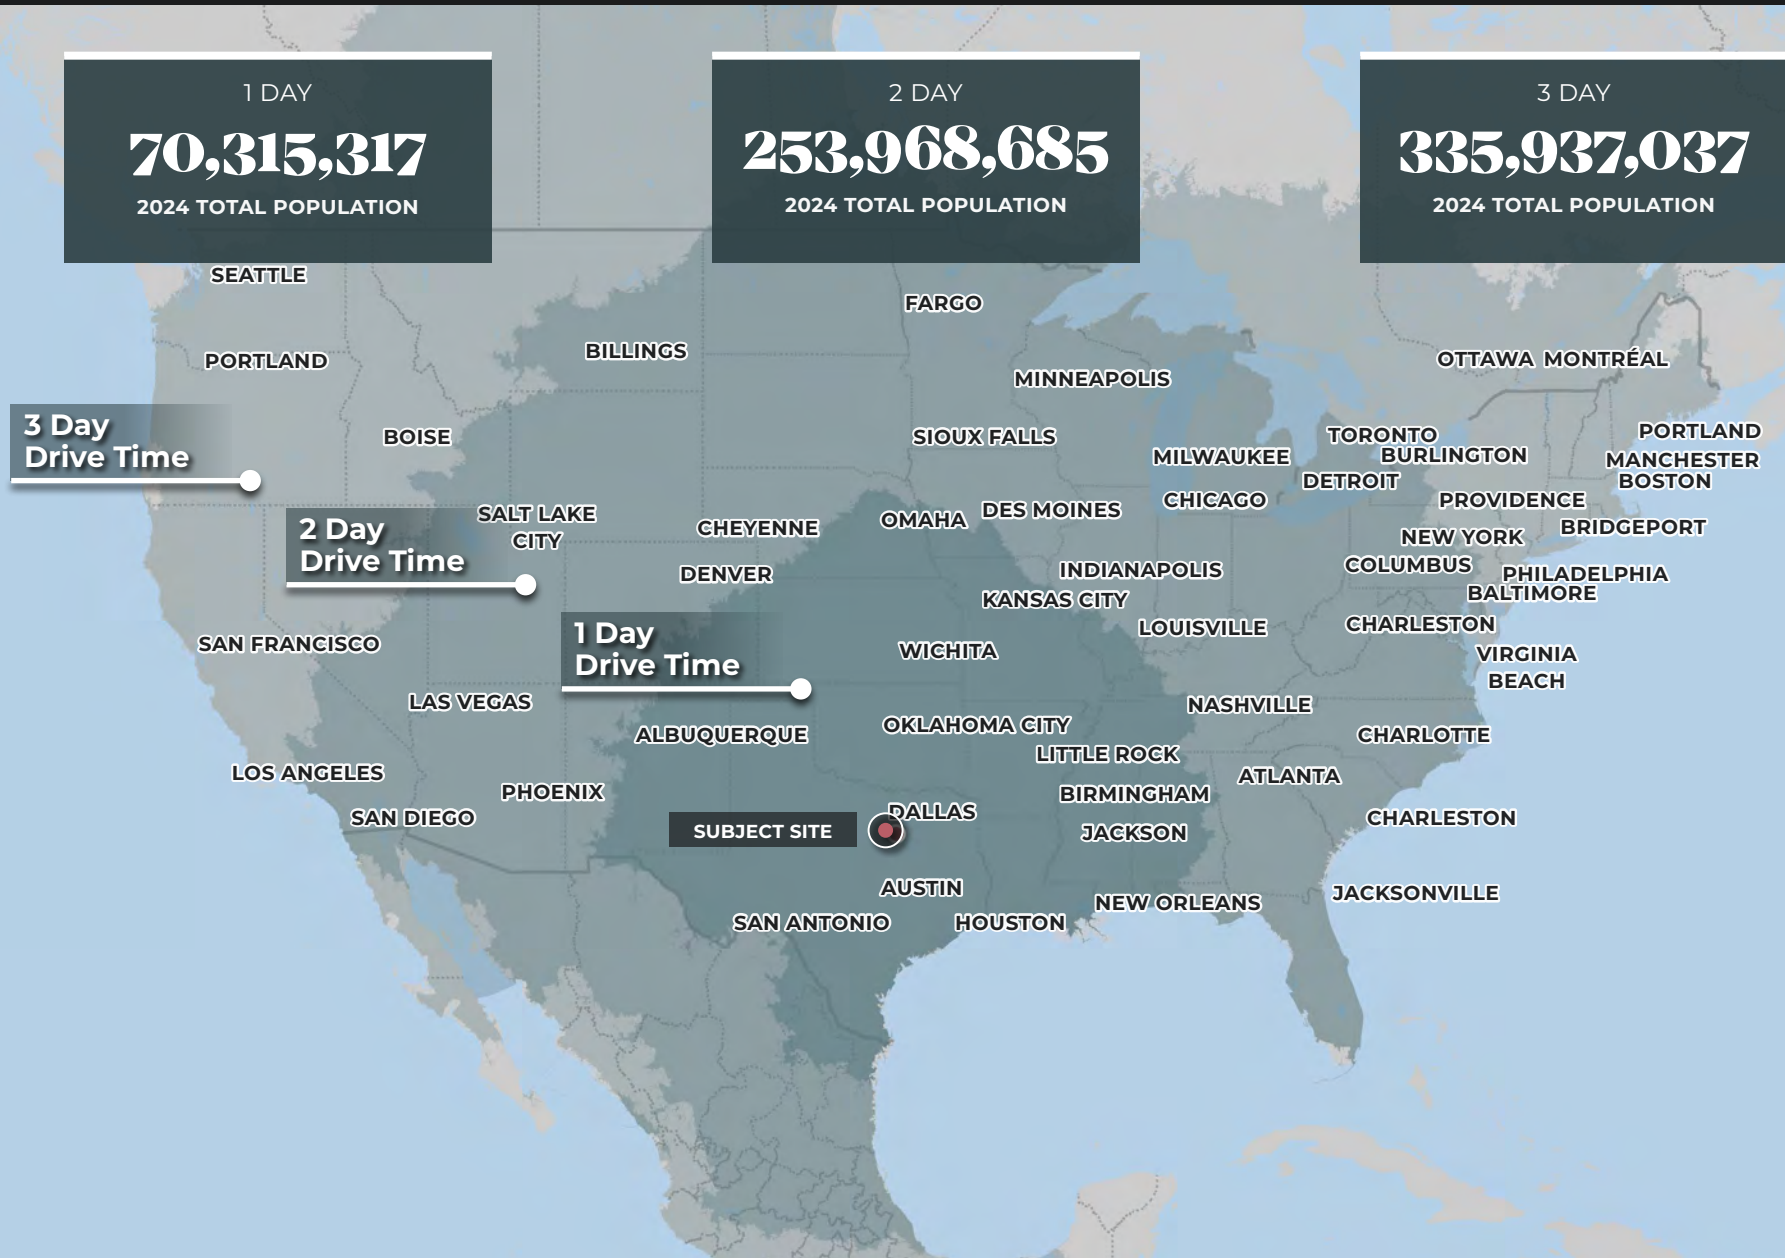 1 DAY
70,315,317
2024 TOTAL POPULATION
2 DAY
253,968,685
2024 TOTAL POPULATION
3 DAY
335,937,037
2024 TOTAL POPULATION
SEATTLE
FARGO
BILLINGS
PORTLAND
OTTAWA
MONTRÉAL
MINNEAPOLIS
3 Day
Drive Time
BOISE
SIOUX FALLS
TORONTO
PORTLAND
MILWAUKEE
BURLINGTON
MANCHESTER
DETROIT
BOSTON
CHICAGO
PROVIDENCE
SALT LAKE
CITY
2 Day
Drive Time
CHEYENNE
OMAHA
DES MOINES
NEW YORK
BRIDGEPORT
DENVER
INDIANAPOLIS
COLUMBUS
PHILADELPHIA
BALTIMORE
KANSAS CITY
LOUISVILLE
CHARLESTON
1 Day
Drive Time
SAN FRANCISCO
WICHITA
VIRGINIA
BEACH
LAS VEGAS
NASHVILLE
ALBUQUERQUE
OKLAHOMA CITY
CHARLOTTE
LITTLE ROCK
LOS ANGELES
ATLANTA
PHOENIX
BIRMINGHAM
SAN DIEGO
DALLAS
CHARLESTON
SUBJECT SITE
JACKSON
AUSTIN
JACKSONVILLE
NEW ORLEANS
SAN ANTONIO
HOUSTON